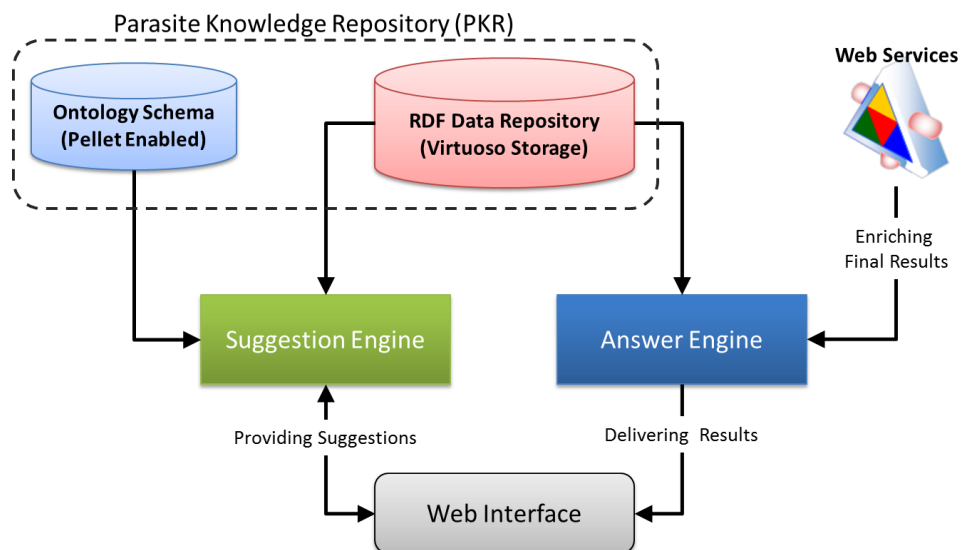 Parasite Knowledge Repository (PKR)
Web Services
Ontology Schema
(Pellet Enabled)
RDF Data Repository
(Virtuoso Storage)
Enriching
Final Results
Suggestion Engine
Answer Engine
Providing Suggestions
Delivering Results
Web Interface